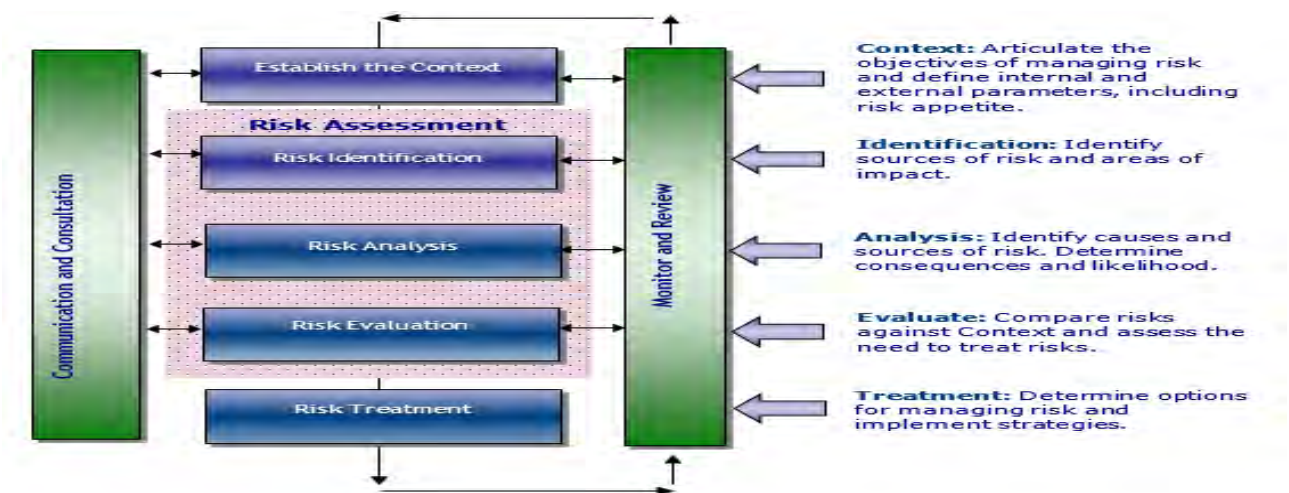 Establish the Context
Risk Assessment
Risk Identification
Risk Analysis
Risk Evaluation
Risk Treatment
Communication and Consultation
Monitor and Review
Context: Articulate the
objectives of managing risk
and define internal and
external parameters, including
risk appetite.
Identification: Identify
sources of risk and areas of
impact.
Analysis: Identify causes and
sources of risk. Determine
consequences and likelihood.
Evaluate: Compare risks
against Context and assess the
need to treat risks.
Treatment: Determine options
for managing risk and
implement strategies.